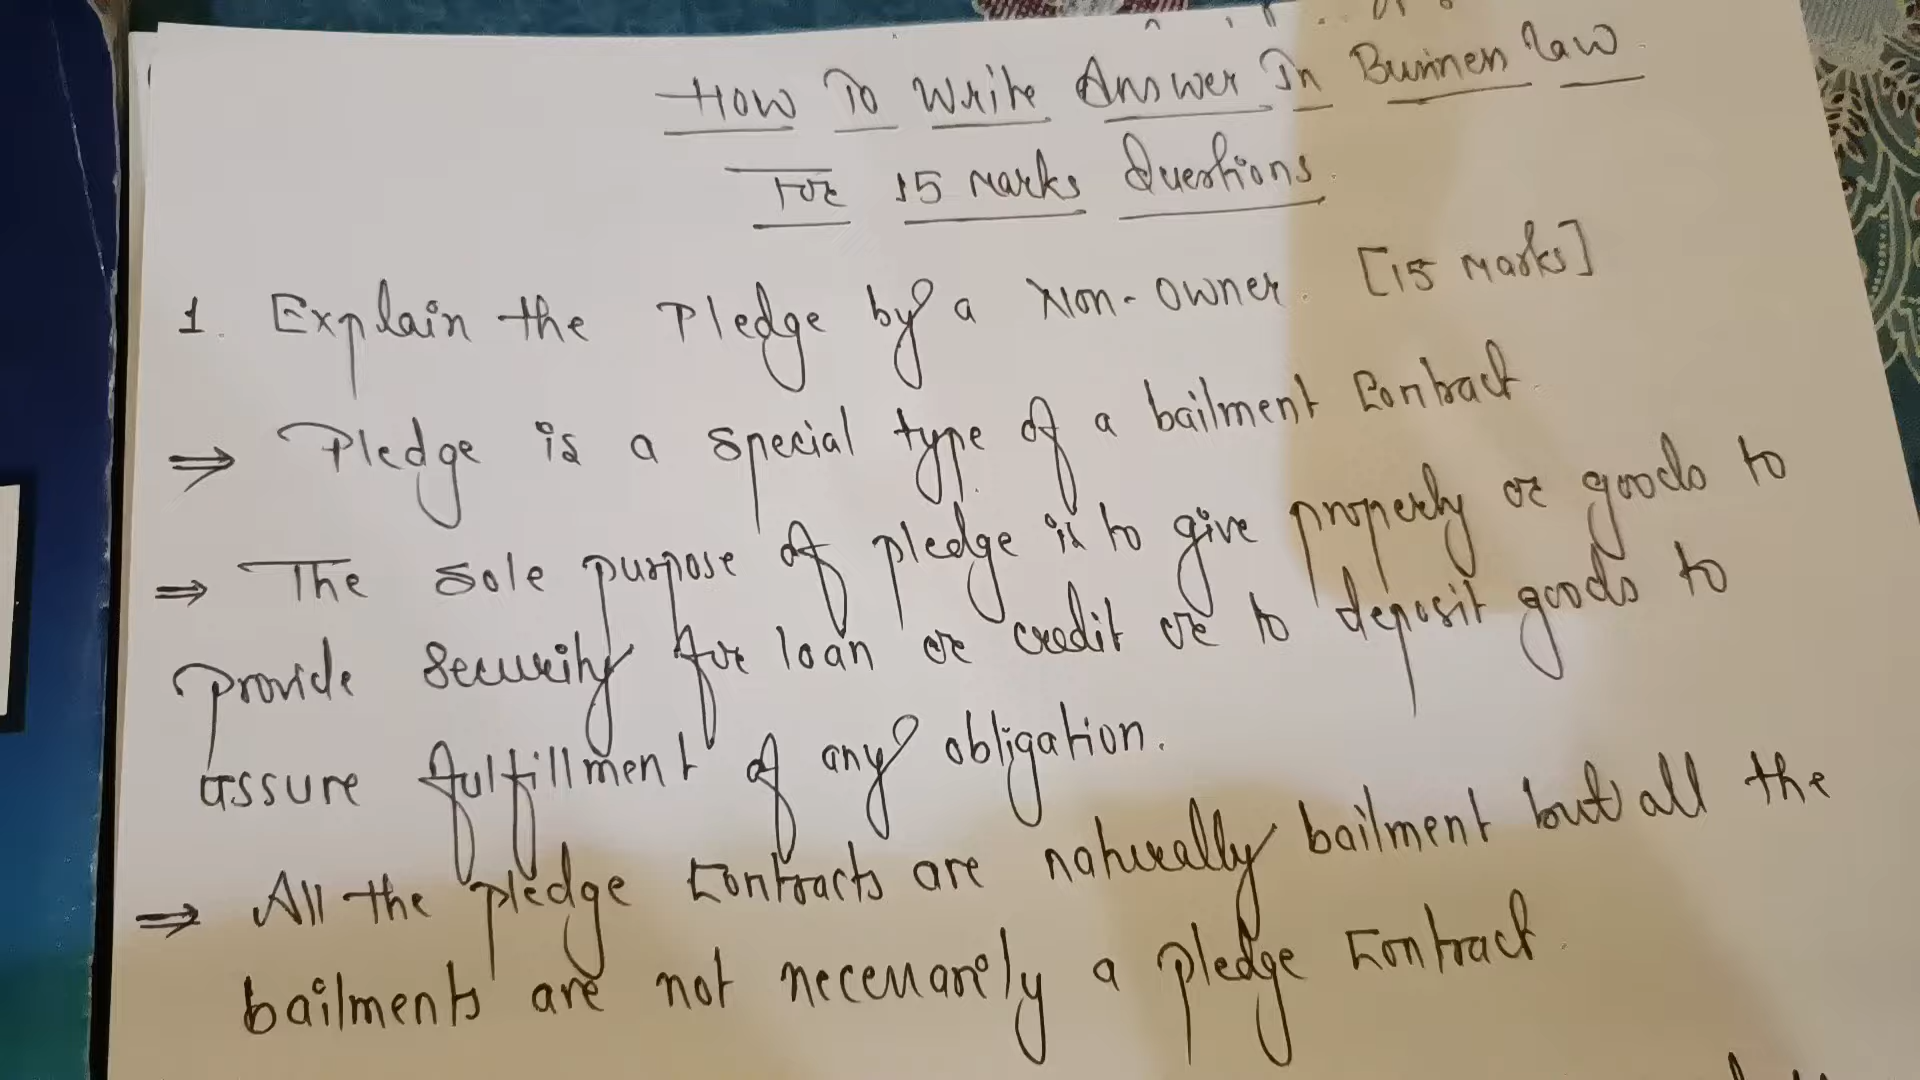 How To Write Answer In Business Law
For 15 Marks Questions.
1. Explain the Pledge by a Non-Owner. [15 Marks]
⇒ Pledge is a special type of a bailment Contract.
⇒ The sole purpose of pledge is to give property or goods to
provide security for loan or credit or to deposit goods to
assure fulfillment of any obligation.
⇒ All the pledge Contracts are naturally bailment but all the
bailments are not necessarily a pledge Contract.